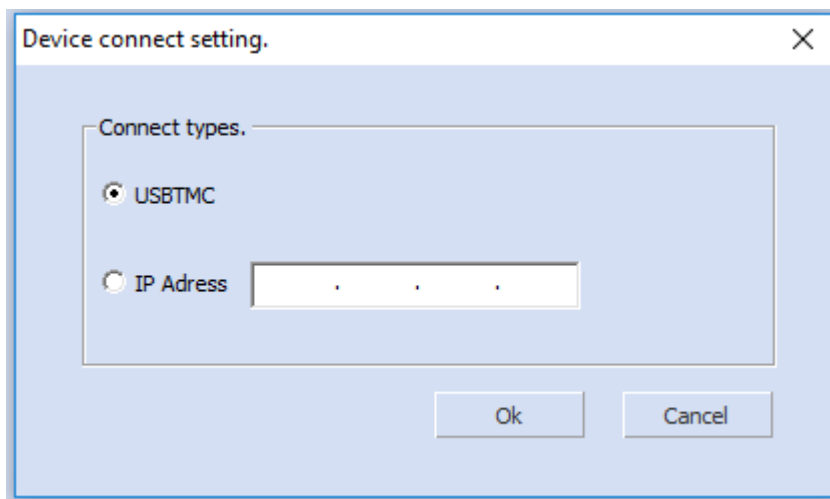 Device connect setting.
Connect types.
USBTMC
IP Adress . . .
Ok Cancel